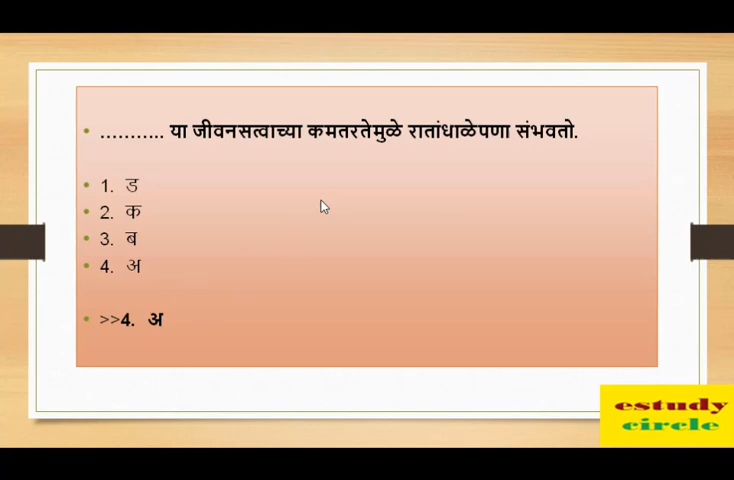 • ……….. या जीवनसत्वाच्या कमतरतेमुळे रातांधाळेपणा संभवतो.
• 1. ड
• 2. क
• 3. ब
• 4. अ
• >>4. अ
estudy
circle